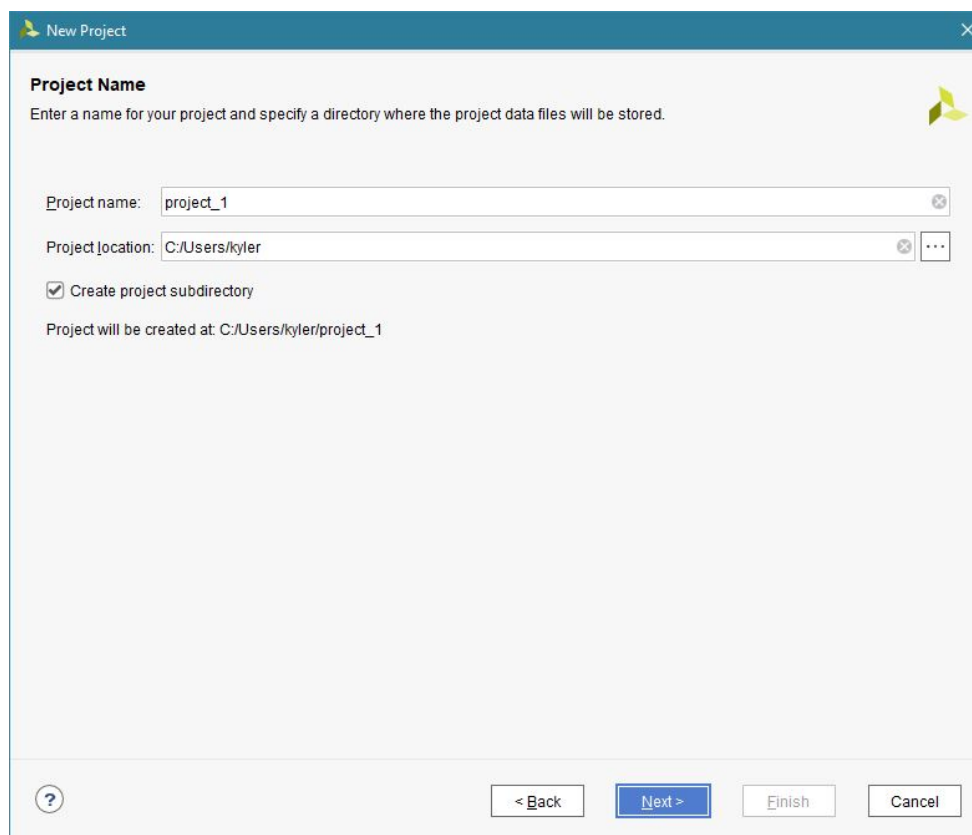 New Project
Project Name
Enter a name for your project and specify a directory where the project data files will be stored.
Project name: project_1
Project location: C:/Users/kyler ...
Create project subdirectory
Project will be created at: C:/Users/kyler/project_1
? < Back Next > Finish Cancel